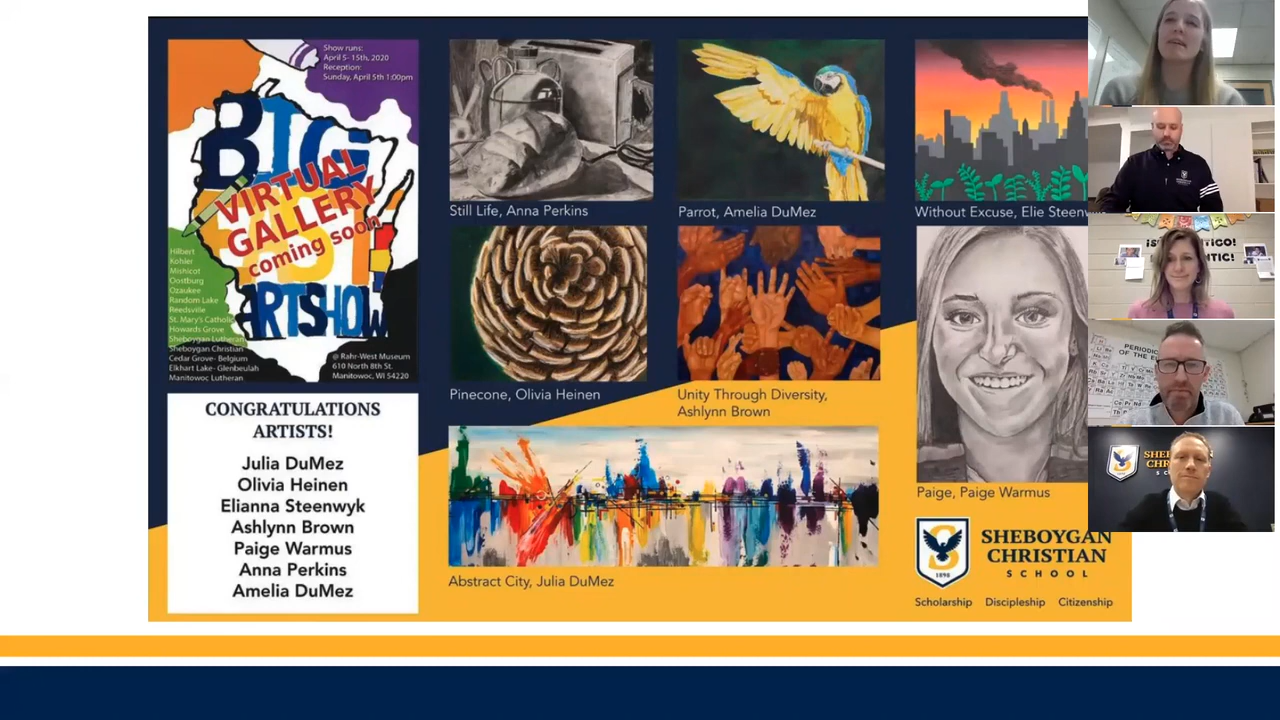 Show runs:
April 5- 15th, 2020
Reception:
Sunday, April 5th 1:00pm
BIG
VIRTUAL
GALLERY
coming soon
EST
ARTSHOW
Hilbert
Kohler
Mishicot
Oostburg
Ozaukee
Random Lake
Reedsville
St. Mary's Catholic
Howards Grove
Sheboygan Lutheran
Sheboygan Christian
Cedar Grove- Belgium
Elkhart Lake- Glenbeulah
Manitowoc Lutheran
@ Rahr-West Museum
610 North 8th St.
Manitowoc, WI 54220
CONGRATULATIONS
ARTISTS!
Julia DuMez
Olivia Heinen
Elianna Steenwyk
Ashlynn Brown
Paige Warmus
Anna Perkins
Amelia DuMez
Still Life, Anna Perkins
Parrot, Amelia DuMez
Without Excuse, Elie Steenw
Pinecone, Olivia Heinen
Unity Through Diversity,
Ashlynn Brown
Paige, Paige Warmus
Abstract City, Julia DuMez
1898
SHEBOYGAN
CHRISTIAN
SCHOOL
Scholarship Discipleship Citizenship
PERIODIC
OF THE E